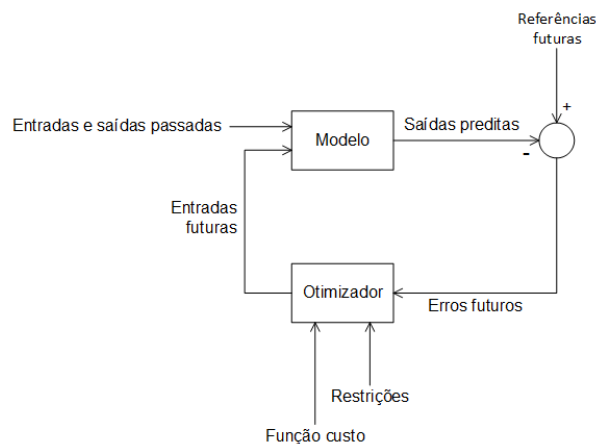 Referências
futuras
+
Entradas e saídas passadas
Modelo
Saídas preditas
-
Entradas
futuras
Otimizador
Erros futuros
Restrições
Função custo